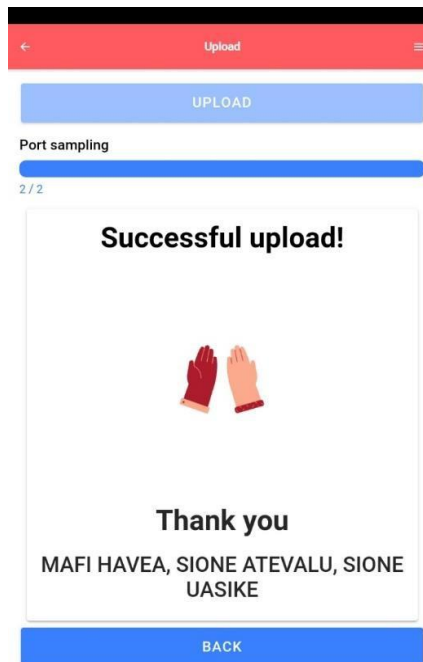 Upload
UPLOAD
Port sampling
2 / 2
Successful upload!
Thank you
MAFI HAVEA, SIONE ATEVALU, SIONE
UASIKE
BACK